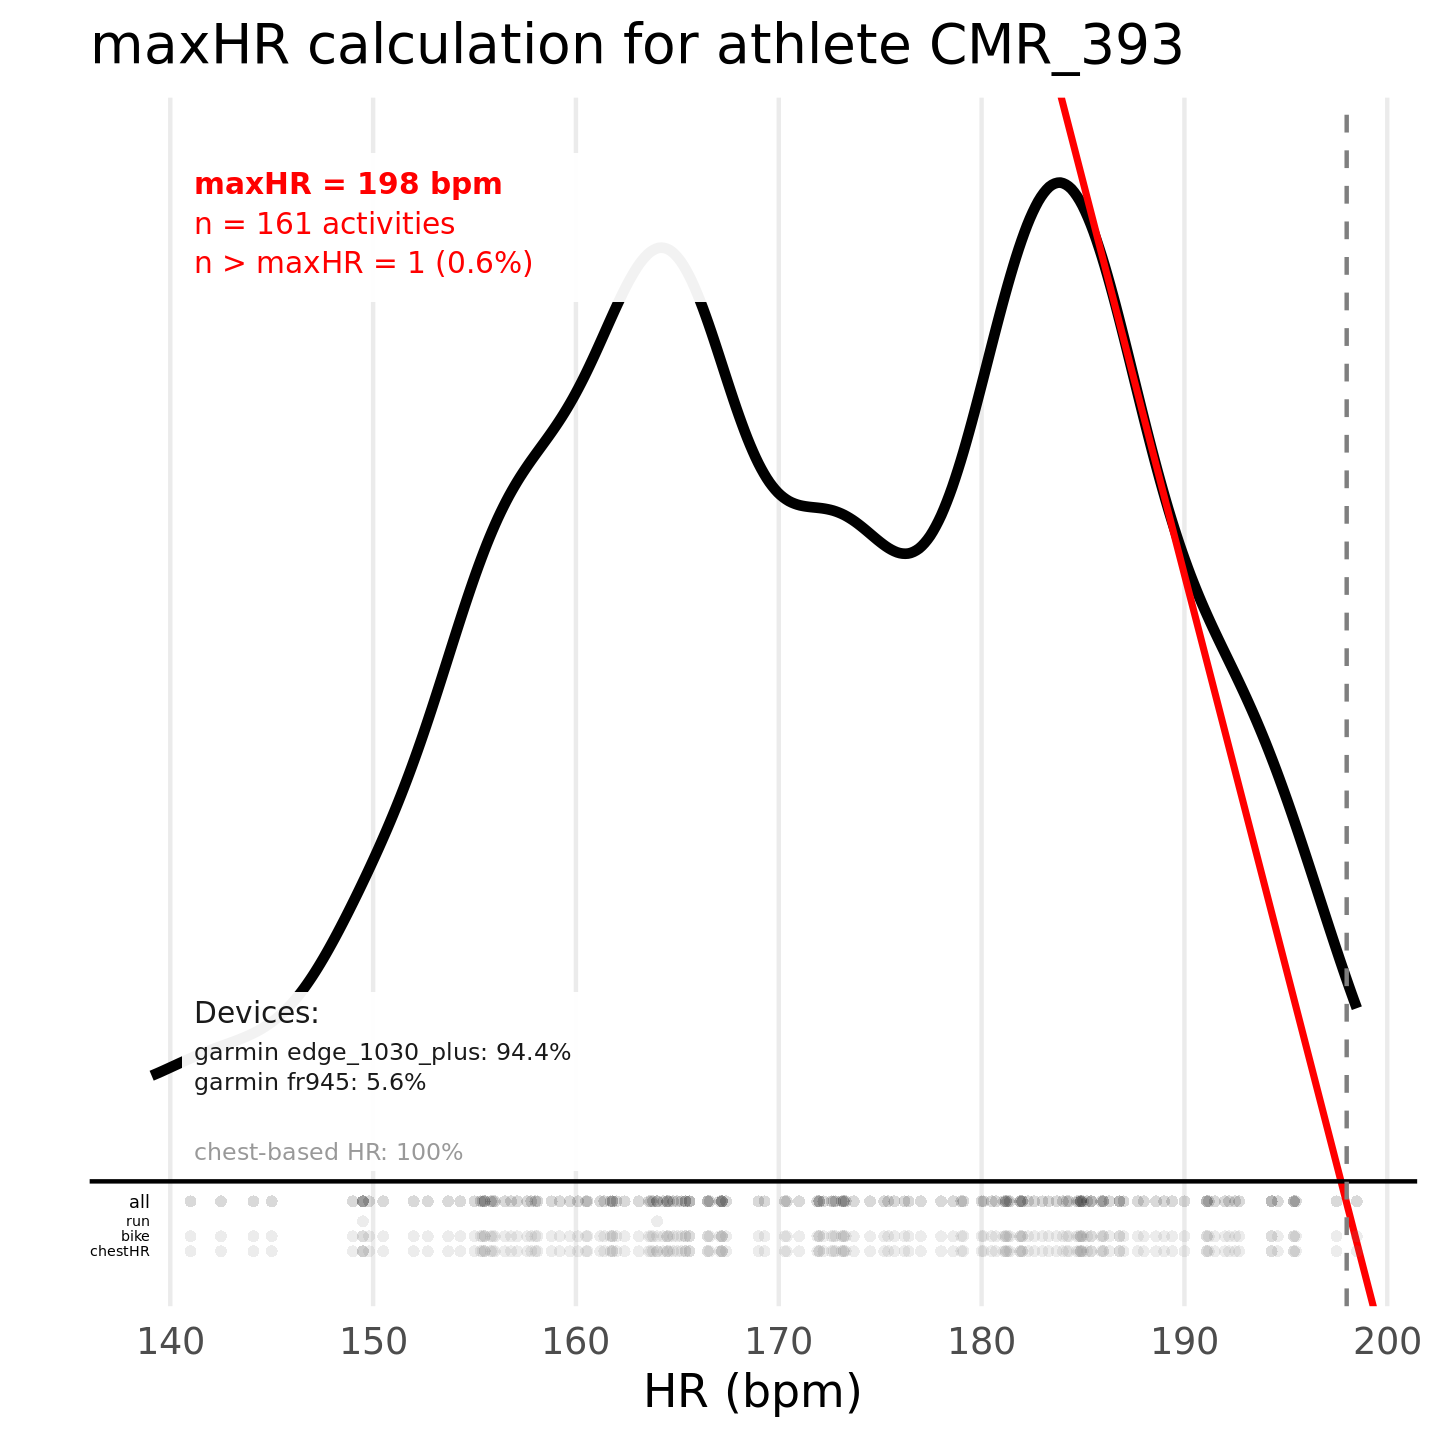 maxHR calculation for athlete CMR_393
maxHR = 198 bpm
n = 161 activities
n > maxHR = 1 (0.6%)
Devices:
garmin edge_1030_plus: 94.4%
garmin fr945: 5.6%
chest-based HR: 100%
all
run
bike
chestHR
140 150 160 170 180 190 200
HR (bpm)